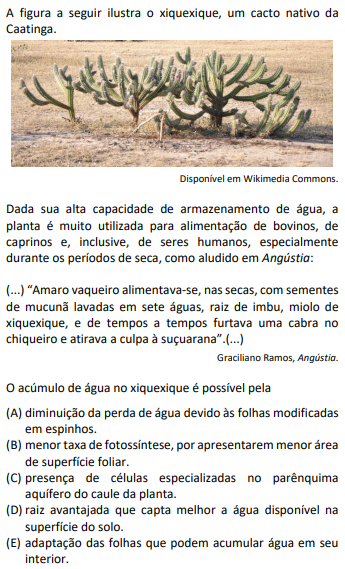 A figura a seguir ilustra o xiquexique, um cacto nativo da
Caatinga.
Disponível em Wikimedia Commons.
Dada sua alta capacidade de armazenamento de água, a
planta é muito utilizada para alimentação de bovinos, de
caprinos e, inclusive, de seres humanos, especialmente
durante os períodos de seca, como aludido em Angústia:
(...) “Amaro vaqueiro alimentava-se, nas secas, com sementes
de mucunã lavadas em sete águas, raiz de imbu, miolo de
xiquexique, e de tempos a tempos furtava uma cabra no
chiqueiro e atirava a culpa à suçuarana”.(...)
Graciliano Ramos, Angústia.
O acúmulo de água no xiquexique é possível pela
(A) diminuição da perda de água devido às folhas modificadas
em espinhos.
(B) menor taxa de fotossíntese, por apresentarem menor área
de superfície foliar.
(C) presença de células especializadas no parênquima
aquífero do caule da planta.
(D) raiz avantajada que capta melhor a água disponível na
superfície do solo.
(E) adaptação das folhas que podem acumular água em seu
interior.